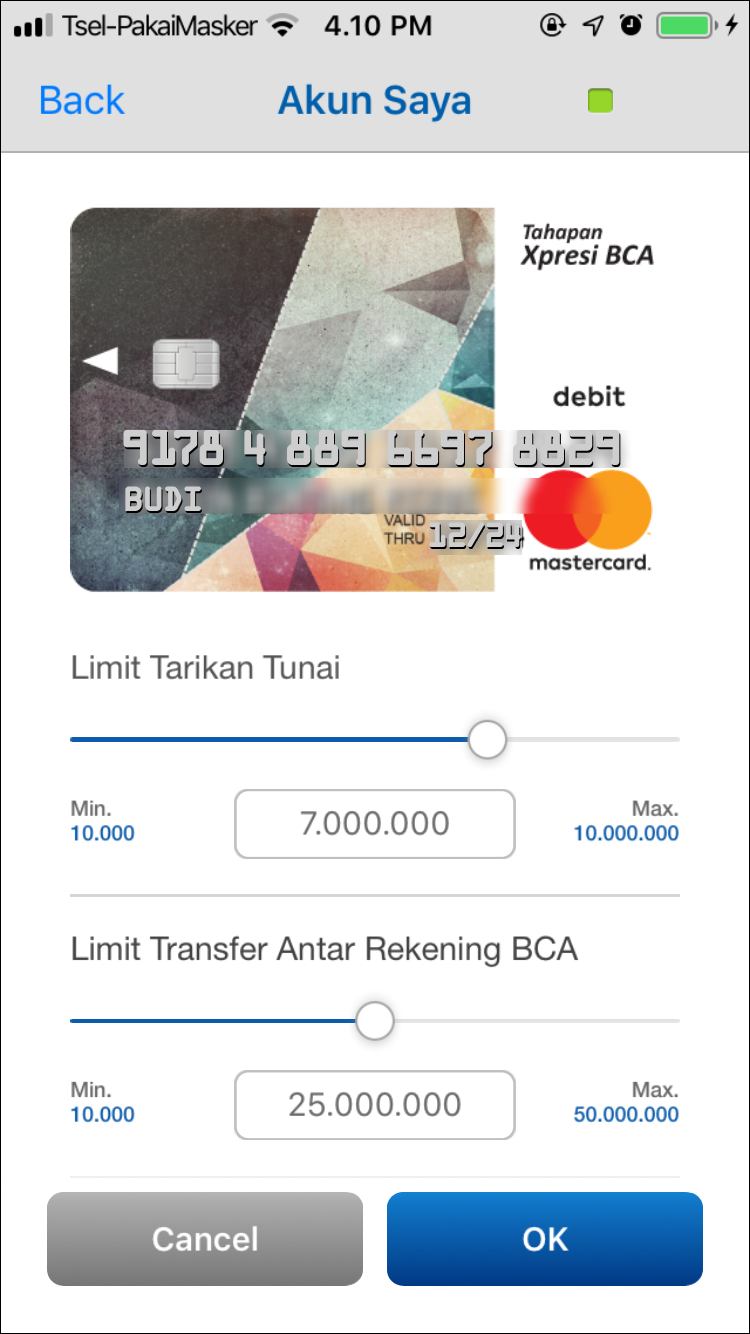 Tsel-PakaiMasker 4.10 PM
Back Akun Saya
Tahapan
Xpresi BCA
debit
9178 4 889 6697 8829
BUDI
VALID
THRU 12/24
mastercard.
Limit Tarikan Tunai
Min. Max.
10.000 7.000.000 10.000.000
Limit Transfer Antar Rekening BCA
Min. Max.
10.000 25.000.000 50.000.000
Cancel OK